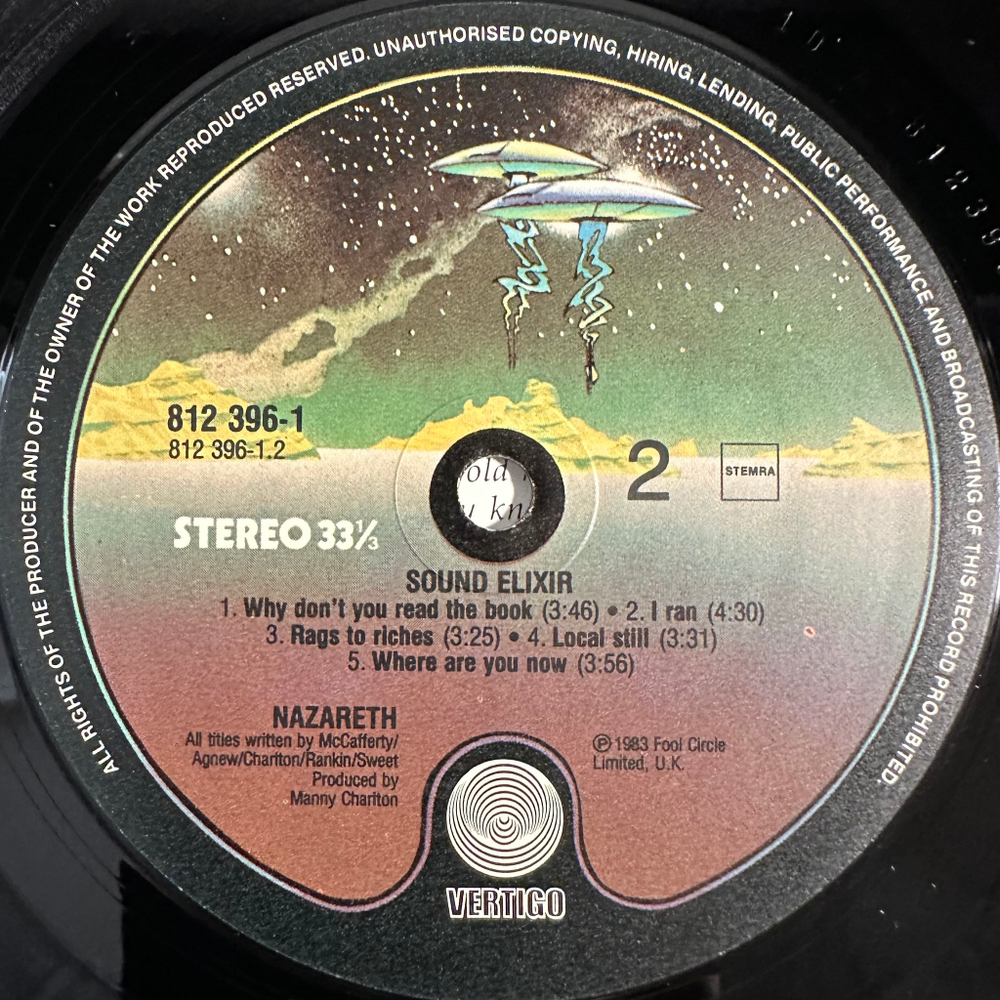 ALL RIGHTS OF THE PRODUCER AND OF THE OWNER OF THE WORK REPRODUCED RESERVED. UNAUTHORISED COPYING, HIRING, LENDING, PUBLIC PERFORMANCE AND BROADCASTING OF THIS RECORD PROHIBITED.
812 396-1
812 396-1.2
2
STEMRA
old
kn
STEREO 33⅓
SOUND ELIXIR
1. Why don't you read the book (3:46) • 2. I ran (4:30)
3. Rags to riches (3:25) • 4. Local still (3:31)
5. Where are you now (3:56)
NAZARETH
All titles written by McCafferty/
Agnew/Charlton/Rankin/Sweet
Produced by
Manny Charlton
℗ 1983 Fool Circle
Limited, U.K.
VERTIGO